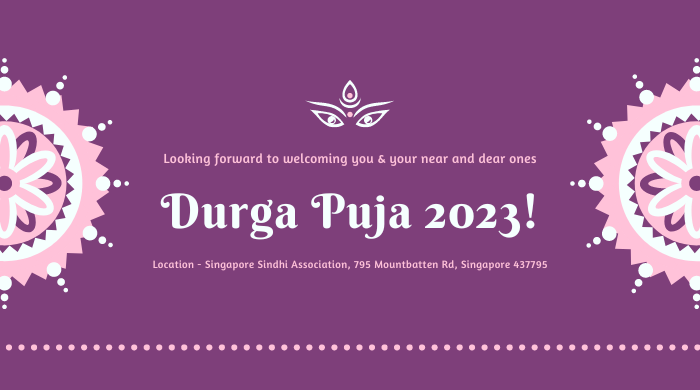 Looking forward to welcoming you & your near and dear ones
Durga Puja 2023!
Location - Singapore Sindhi Association, 795 Mountbatten Rd, Singapore 437795